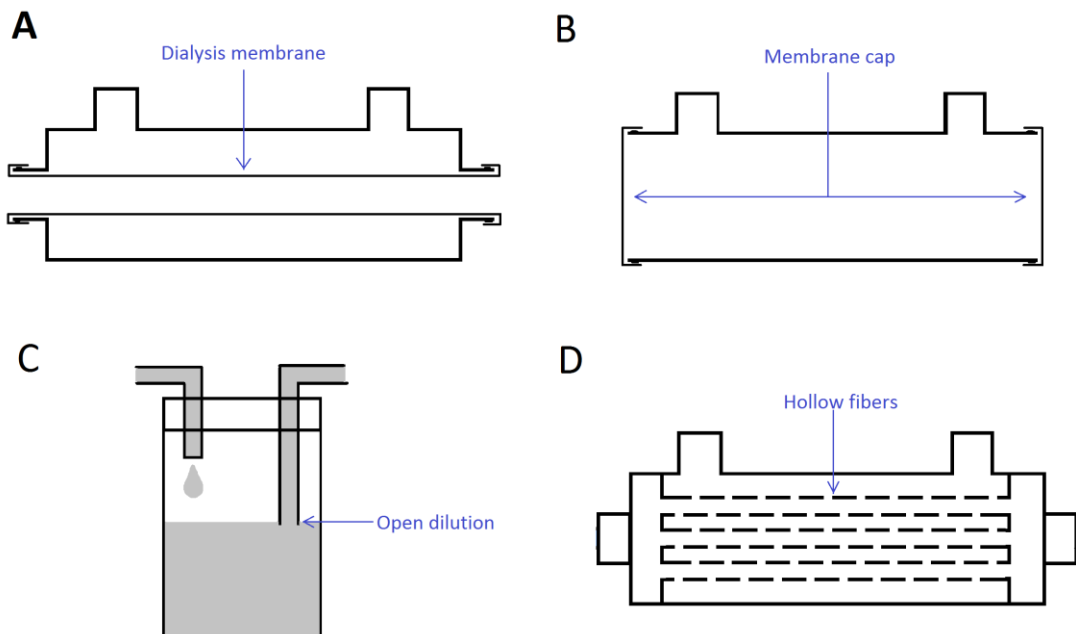 A
Dialysis membrane
B
Membrane cap
C
Open dilution
D
Hollow fibers